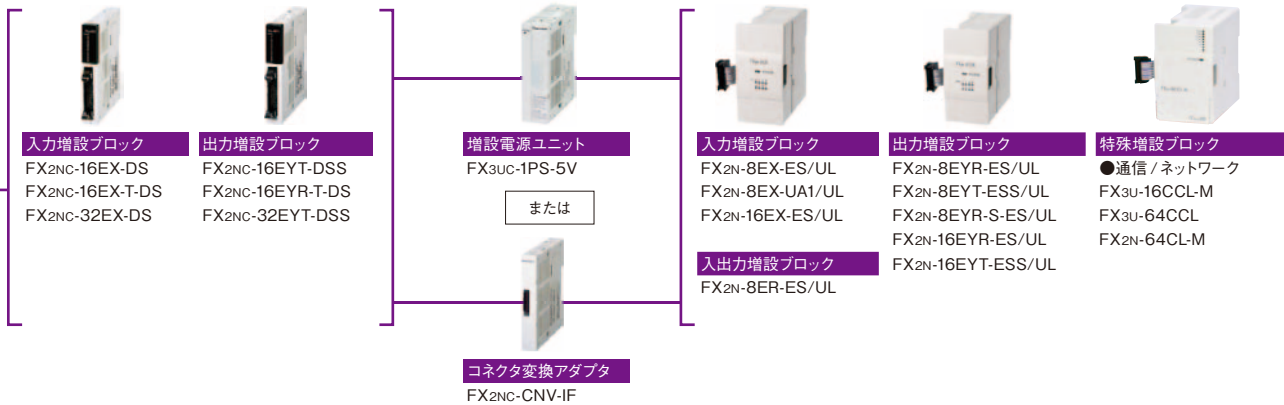 入力増設ブロック
FX2NC-16EX-DS
FX2NC-16EX-T-DS
FX2NC-32EX-DS
出力増設ブロック
FX2NC-16EYT-DSS
FX2NC-16EYR-T-DS
FX2NC-32EYT-DSS
増設電源ユニット
FX3UC-1PS-5V
または
コネクタ変換アダプタ
FX2NC-CNV-IF
入力増設ブロック
FX2N-8EX-ES/UL
FX2N-8EX-UA1/UL
FX2N-16EX-ES/UL
入出力増設ブロック
FX2N-8ER-ES/UL
出力増設ブロック
FX2N-8EYR-ES/UL
FX2N-8EYT-ESS/UL
FX2N-8EYR-S-ES/UL
FX2N-16EYR-ES/UL
FX2N-16EYT-ESS/UL
特殊増設ブロック
●通信/ネットワーク
FX3U-16CCL-M
FX3U-64CCL
FX2N-64CL-M